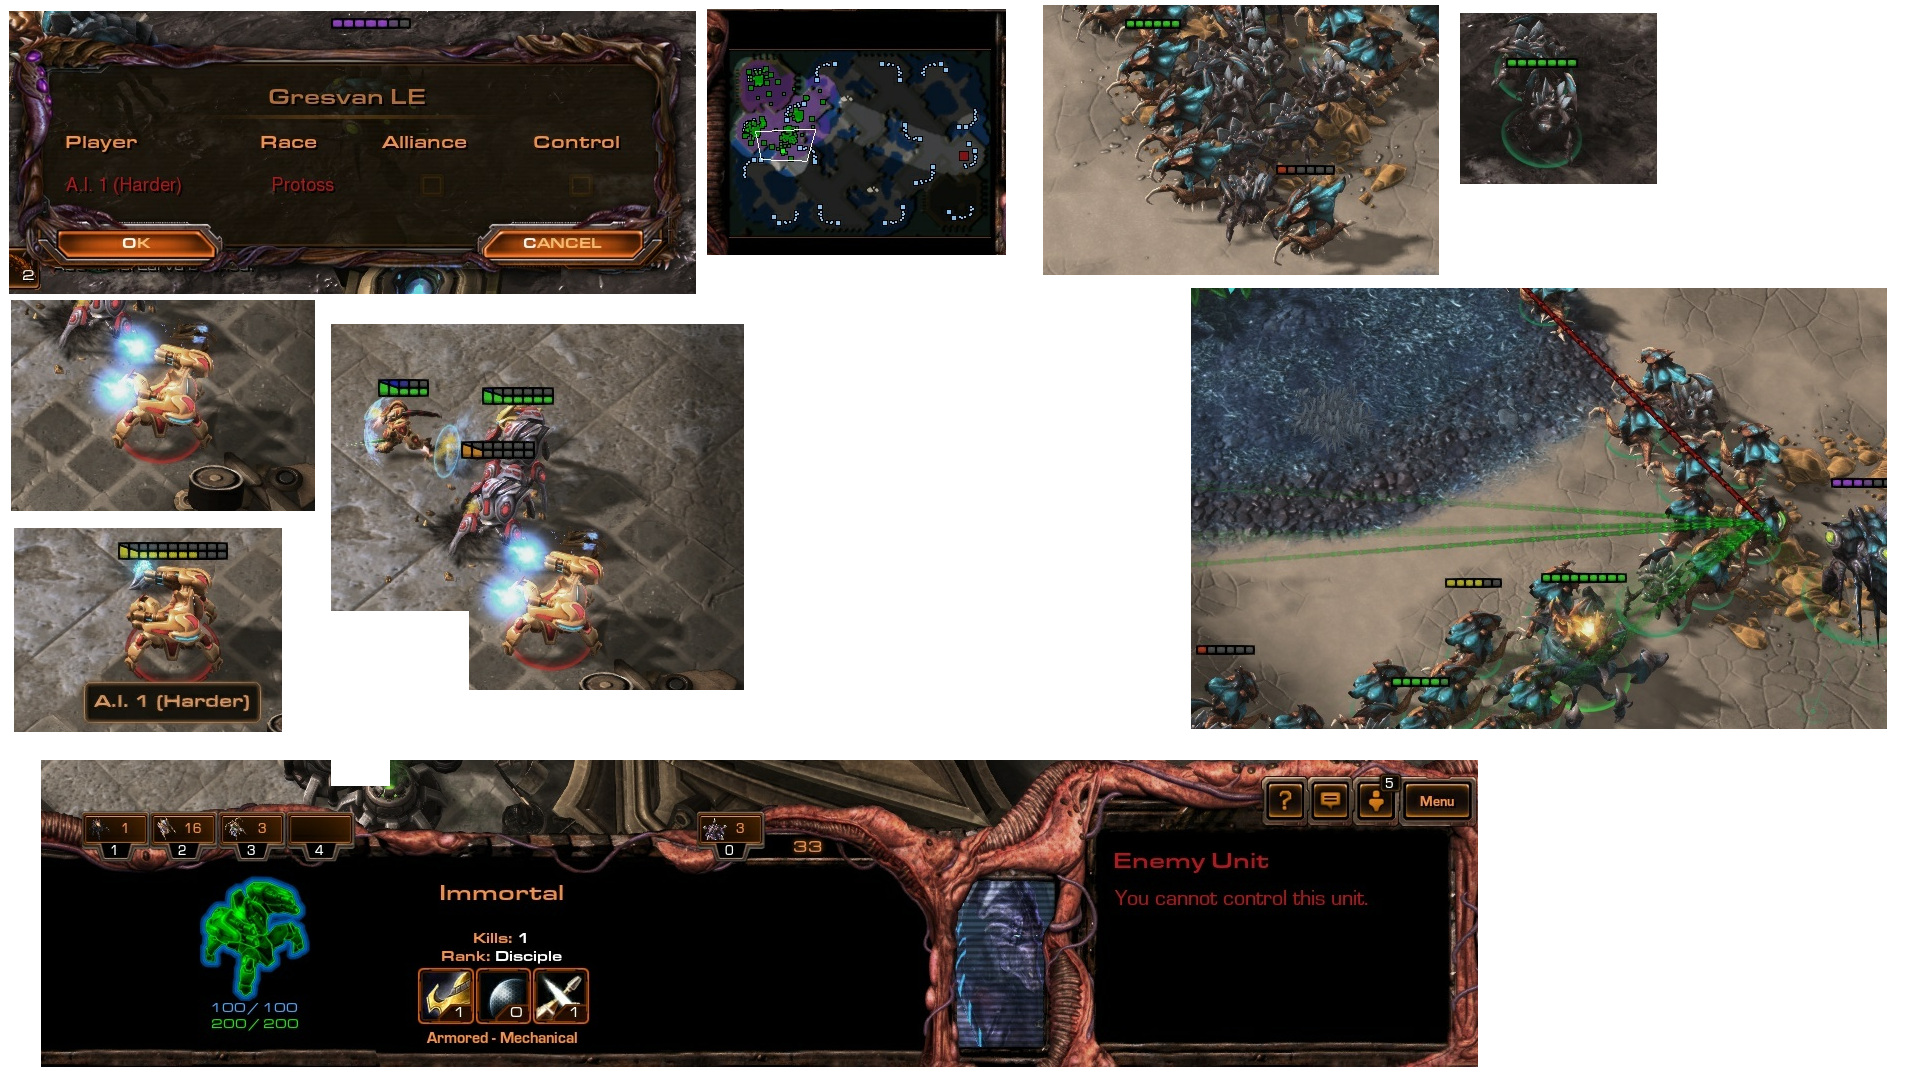 Gresvan LE
Player Race Alliance Control
A.I. 1 (Harder) Protoss
OK CANCEL
2
A.I. 1 (Harder)
5
? Menu
1 16 3 3
1 2 3 4 0 33
Enemy Unit
You cannot control this unit.
Immortal
Kills: 1
Rank: Disciple
1 0 1
100/100
200/200
Armored - Mechanical